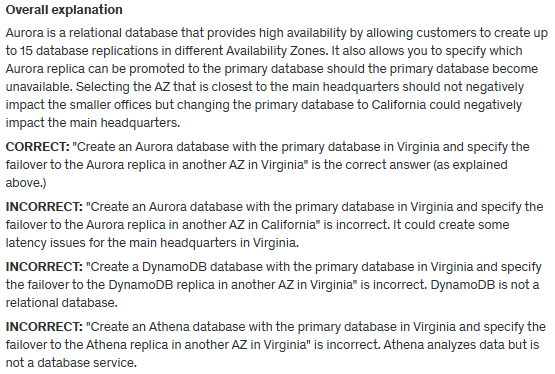 Overall explanation
Aurora is a relational database that provides high availability by allowing customers to create up
to 15 database replications in different Availability Zones. It also allows you to specify which
Aurora replica can be promoted to the primary database should the primary database become
unavailable. Selecting the AZ that is closest to the main headquarters should not negatively
impact the smaller offices but changing the primary database to California could negatively
impact the main headquarters.
CORRECT: "Create an Aurora database with the primary database in Virginia and specify the
failover to the Aurora replica in another AZ in Virginia" is the correct answer (as explained
above.)
INCORRECT: "Create an Aurora database with the primary database in Virginia and specify the
failover to the Aurora replica in another AZ in California" is incorrect. It could create some
latency issues for the main headquarters in Virginia.
INCORRECT: "Create a DynamoDB database with the primary database in Virginia and specify
the failover to the DynamoDB replica in another AZ in Virginia" is incorrect. DynamoDB is not a
relational database.
INCORRECT: "Create an Athena database with the primary database in Virginia and specify the
failover to the Athena replica in another AZ in Virginia" is incorrect. Athena analyzes data but is
not a database service.